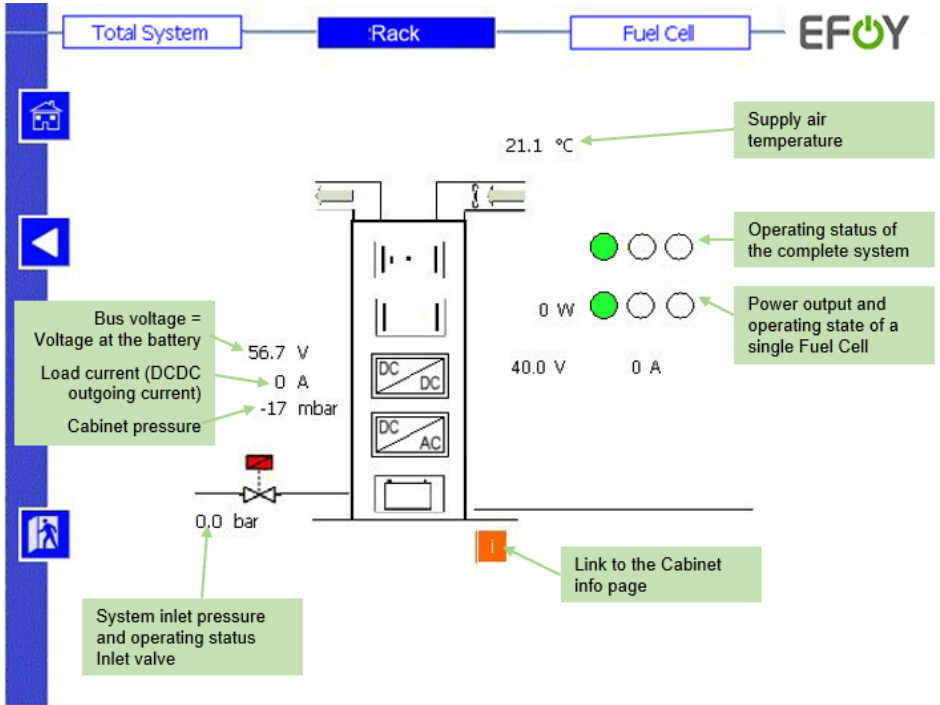 Total System
:Rack
Fuel Cell
EFOY
21.1 °C
Supply air
temperature
Operating status of
the complete system
0 W
Power output and
operating state of a
single Fuel Cell
Bus voltage =
Voltage at the battery
56.7 V
Load current (DCDC
outgoing current)
0 A
Cabinet pressure
-17 mbar
DC
DC
40.0 V
0 A
DC
AC
0.0 bar
i
Link to the Cabinet
info page
System inlet pressure
and operating status
Inlet valve